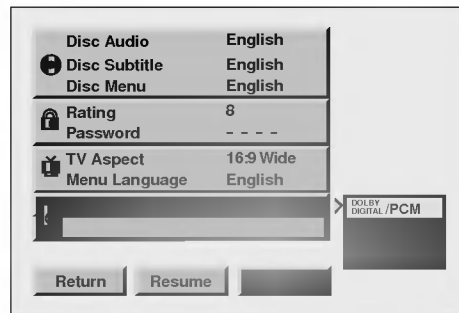 Disc Audio English
Disc Subtitle English
Disc Menu English
Rating 8
Password - - - -
TV Aspect 16:9 Wide
Menu Language English
DOLBY DIGITAL /PCM
Return Resume